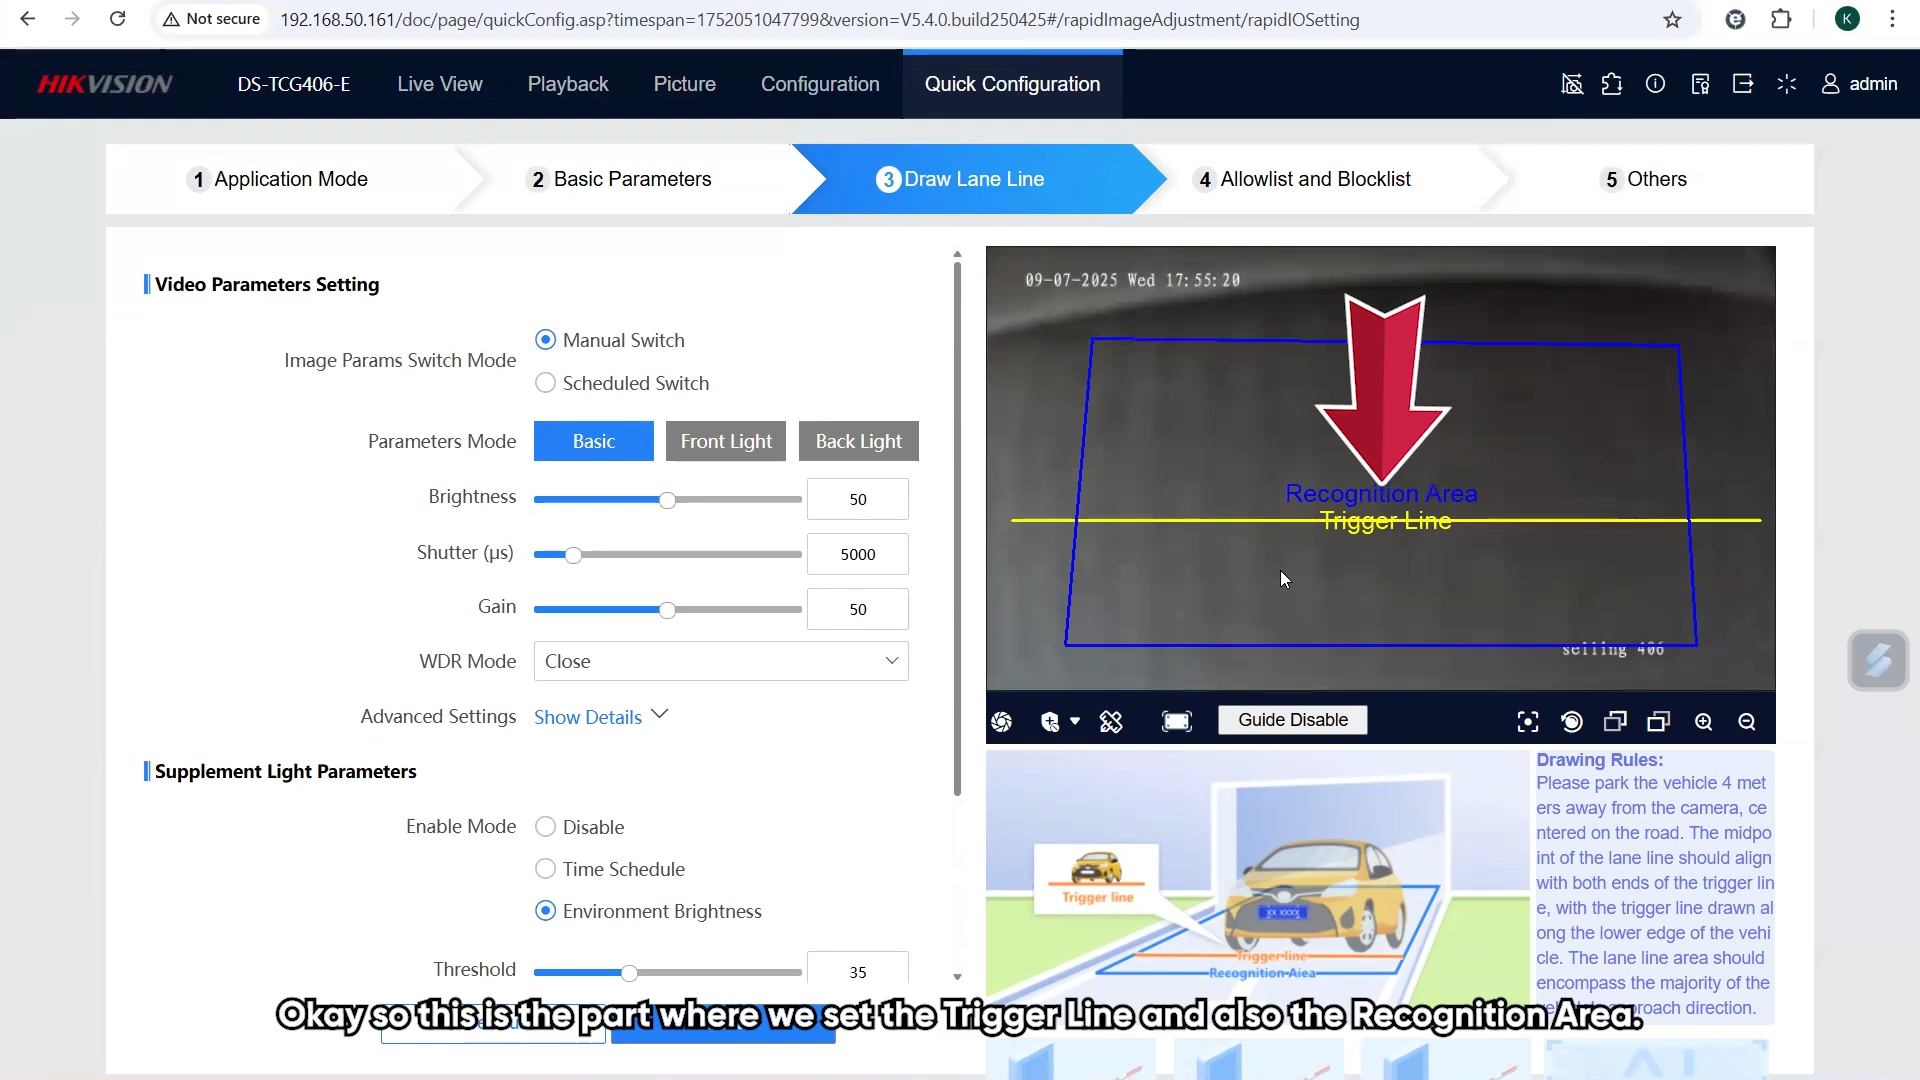 Not secure
192.168.50.161/doc/page/quickConfig.asp?timespan=1752051047799&version=V5.4.0.build250425#/rapidImageAdjustment/rapidIOSetting
K
HIKVISION
DS-TCG406-E
Live View
Playback
Picture
Configuration
Quick Configuration
admin
1 Application Mode
2 Basic Parameters
3 Draw Lane Line
4 Allowlist and Blocklist
5 Others
Video Parameters Setting
Image Params Switch Mode
Manual Switch
Scheduled Switch
Parameters Mode
Basic
Front Light
Back Light
Brightness
50
Shutter (µs)
5000
Gain
50
WDR Mode
Close
Advanced Settings
Show Details
Supplement Light Parameters
Enable Mode
Disable
Time Schedule
Environment Brightness
Threshold
35
09-07-2025 Wed 17:55:20
Recognition Area
Trigger Line
selling 406
Guide Disable
Trigger line
XX XXXX
Trigger line
Recognition Aiea
Drawing Rules:
Please park the vehicle 4 met
ers away from the camera, ce
ntered on the road. The midpo
int of the lane line should align
with both ends of the trigger lin
e, with the trigger line drawn al
ong the lower edge of the vehi
cle. The lane line area should
encompass the majority of the
roach direction.
Okay so this is the part where we set the Trigger Line and also the Recognition Area.